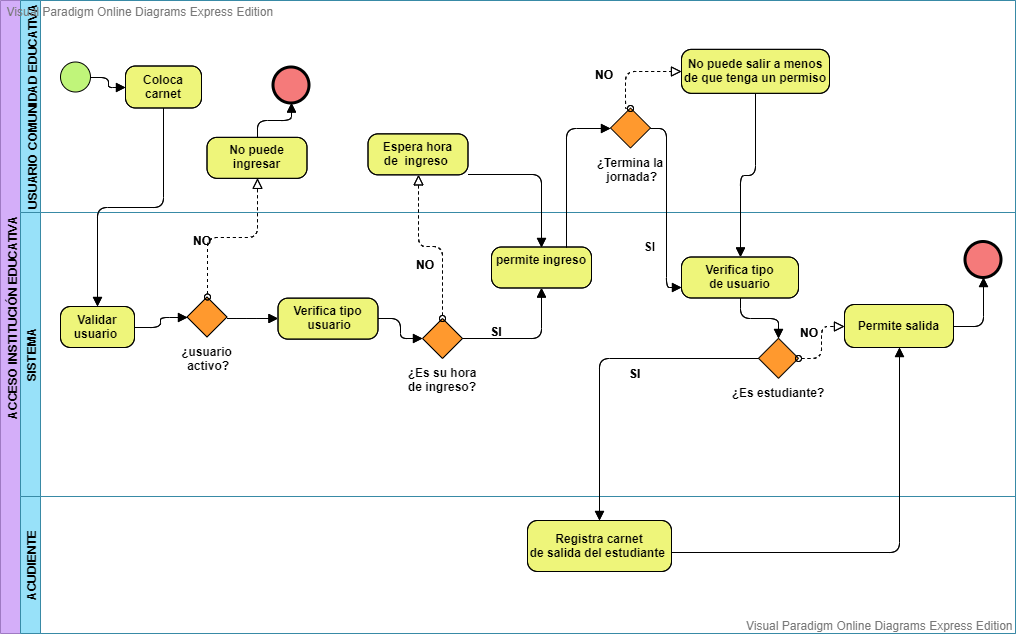 Visual Paradigm Online Diagrams Express Edition
ACCESO INSTITUCIÓN EDUCATIVA
USUARIO COMUNIDAD EDUCATIVA
Coloca
carnet
No puede
ingresar
Espera hora
de ingreso
NO
No puede salir a menos
de que tenga un permiso
¿Termina la
jornada?
SISTEMA
Validar
usuario
NO
¿usuario
activo?
Verifica tipo
usuario
NO
¿Es su hora
de ingreso?
SI
permite ingreso
SI
Verifica tipo
de usuario
NO
Permite salida
¿Es estudiante?
SI
ACUDIENTE
Registra carnet
de salida del estudiante
Visual Paradigm Online Diagrams Express Edition